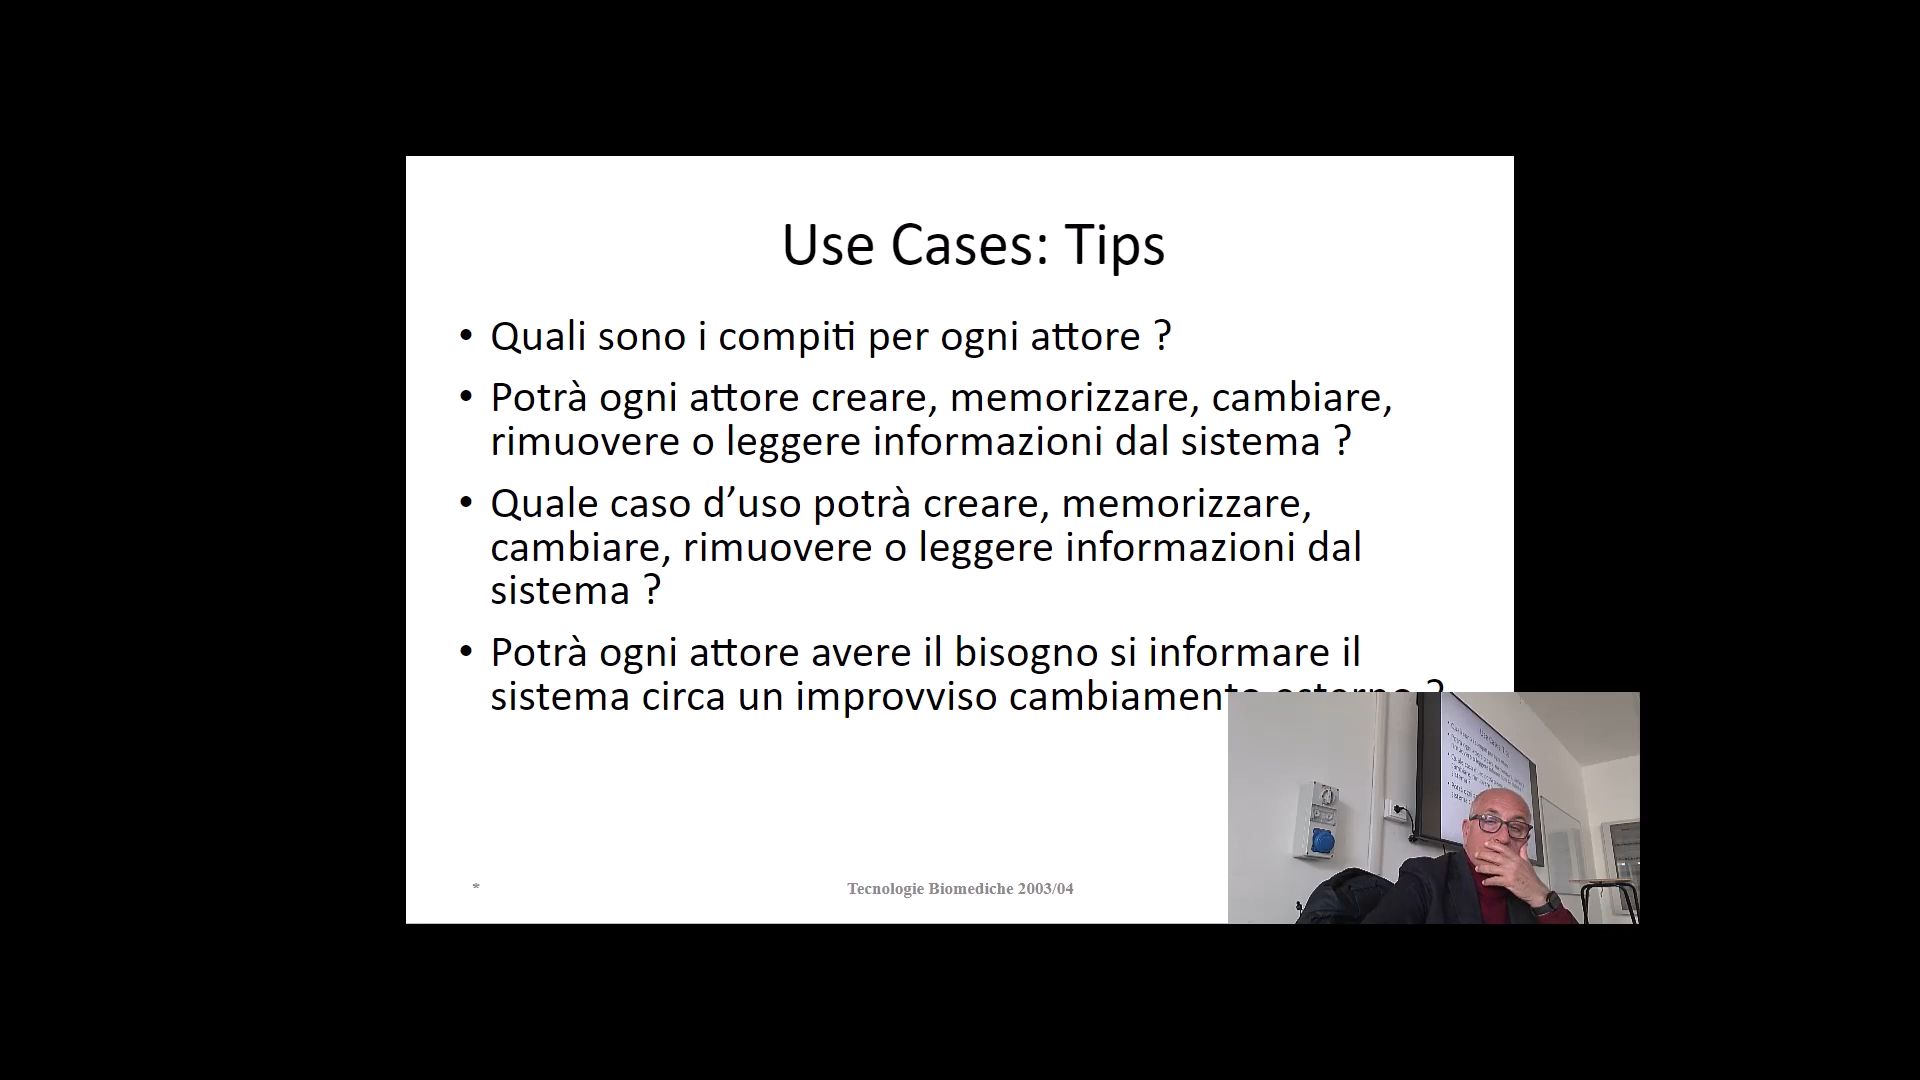 Use Cases: Tips
• Quali sono i compiti per ogni attore ?
• Potrà ogni attore creare, memorizzare, cambiare,
rimuovere o leggere informazioni dal sistema ?
• Quale caso d’uso potrà creare, memorizzare,
cambiare, rimuovere o leggere informazioni dal
sistema ?
• Potrà ogni attore avere il bisogno si informare il
sistema circa un improvviso cambiamento esterno ?
* Tecnologie Biomediche 2003/04